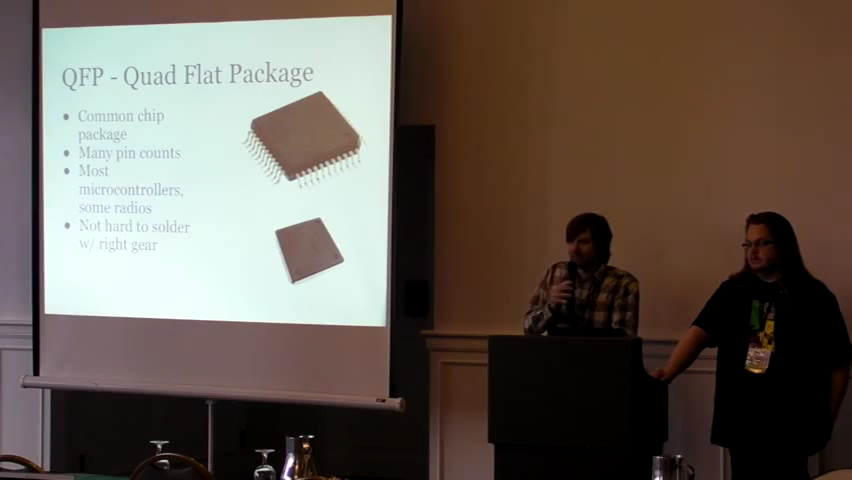 QFP - Quad Flat Package
● Common chip
package
● Many pin counts
● Most
microcontrollers,
some radios
● Not hard to solder
w/ right gear